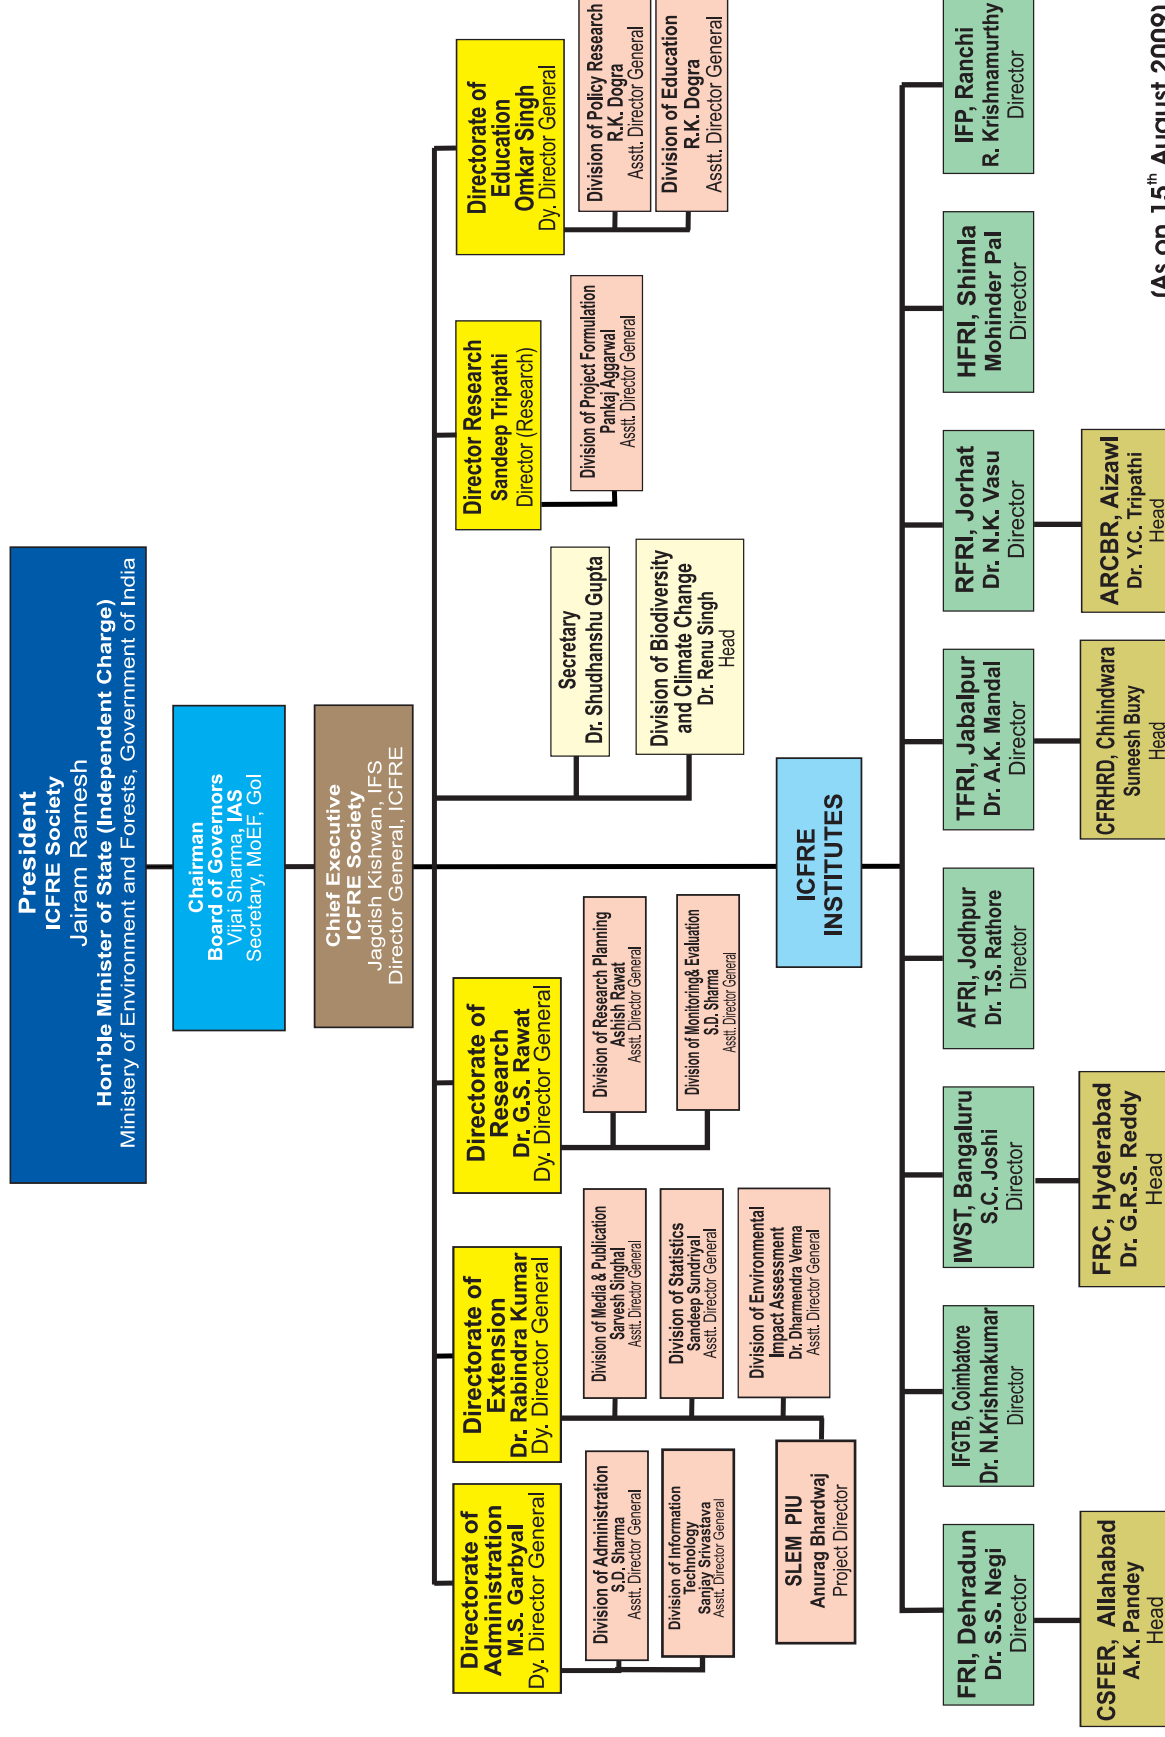 President
ICFRE Society
Jairam Ramesh
Hon'ble Minister of State (Independent Charge)
Ministery of Environment and Forests, Government of India
Chairman
Board of Governors
Vijai Sharma, IAS
Secretary, MoEF, GoI
Chief Executive
ICFRE Society
Jagdish Kishwan, IFS
Director General, ICFRE
Directorate of
Administration
M.S. Garbyal
Dy. Director General
Division of Administration
S.D. Sharma
Asstt. Director General
Division of Information
Technology
Sanjay Srivastava
Asstt. Director General
Directorate of
Extension
Dr. Rabindra Kumar
Dy. Director General
Division of Media & Publication
Sarvesh Singhal
Asstt. Director General
Division of Statistics
Sandeep Sundriyal
Asstt. Director General
Division of Environmental
Impact Assessment
Dr. Dharmendra Verma
Asstt. Director General
SLEM PIU
Anurag Bhardwaj
Project Director
Directorate of
Research
Dr. G.S. Rawat
Dy. Director General
Division of Research Planning
Ashish Rawat
Asstt. Director General
Division of Monitoring& Evaluation
S.D. Sharma
Asstt. Director General
Secretary
Dr. Shudhanshu Gupta
Division of Biodiversity
and Climate Change
Dr. Renu Singh
Head
Director Research
Sandeep Tripathi
Director (Research)
Division of Project Formulation
Pankaj Aggarwal
Asstt. Director General
Directorate of
Education
Omkar Singh
Dy. Director General
Division of Policy Research
R.K. Dogra
Asstt. Director General
Division of Education
R.K. Dogra
Asstt. Director General
ICFRE
INSTITUTES
FRI, Dehradun
Dr. S.S. Negi
Director
IFGTB, Coimbatore
Dr. N.Krishnakumar
Director
IWST, Bangaluru
S.C. Joshi
Director
AFRI, Jodhpur
Dr. T.S. Rathore
Director
TFRI, Jabalpur
Dr. A.K. Mandal
Director
RFRI, Jorhat
Dr. N.K. Vasu
Director
HFRI, Shimla
Mohinder Pal
Director
IFP, Ranchi
R. Krishnamurthy
Director
CSFER, Allahabad
A.K. Pandey
Head
FRC, Hyderabad
Dr. G.R.S. Reddy
Head
CFRHRD, Chhindwara
Suneesh Buxy
Head
ARCBR, Aizawl
Dr. Y.C. Tripathi
Head
(As on 15th August 2009)